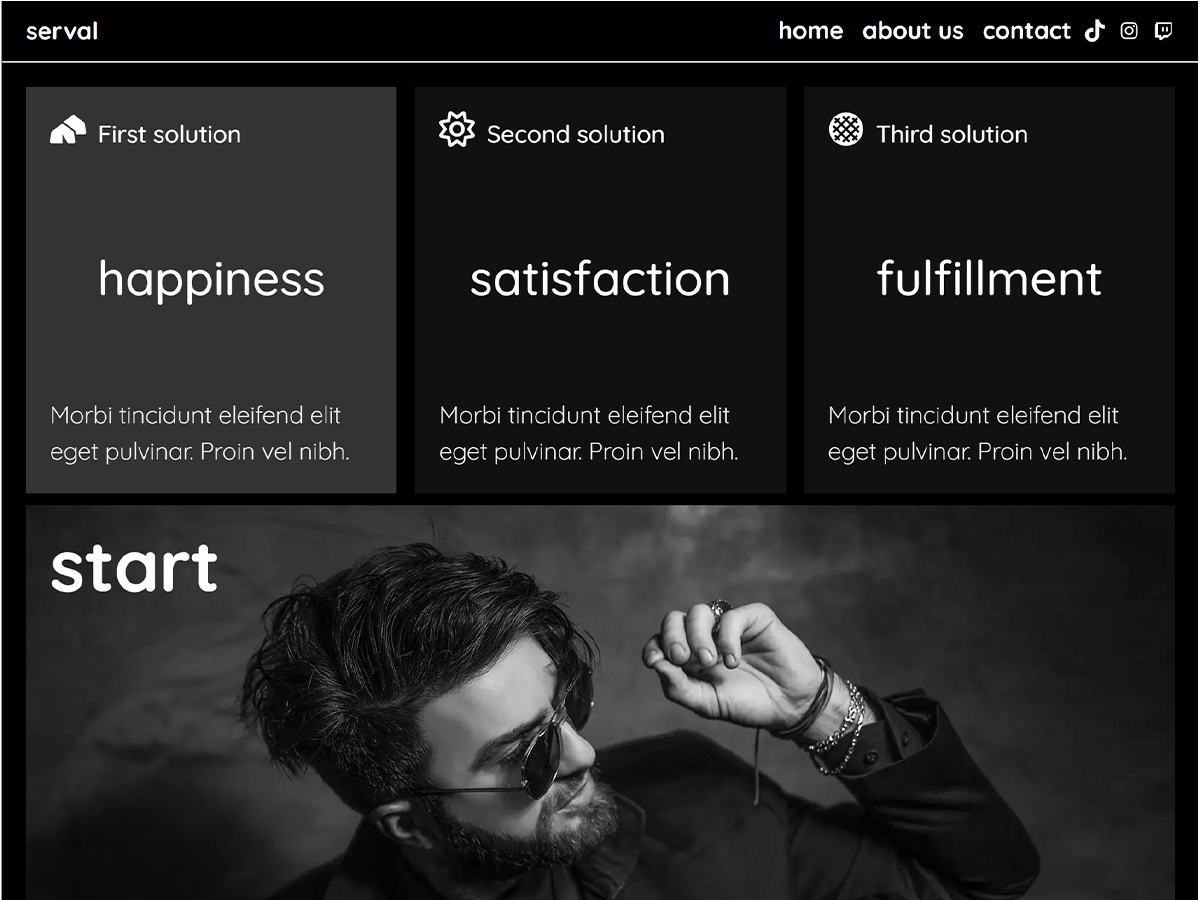 serval
home about us contact
First solution
happiness
Morbi tincidunt eleifend elit
eget pulvinar. Proin vel nibh.
Second solution
satisfaction
Morbi tincidunt eleifend elit
eget pulvinar. Proin vel nibh.
Third solution
fulfillment
Morbi tincidunt eleifend elit
eget pulvinar. Proin vel nibh.
start